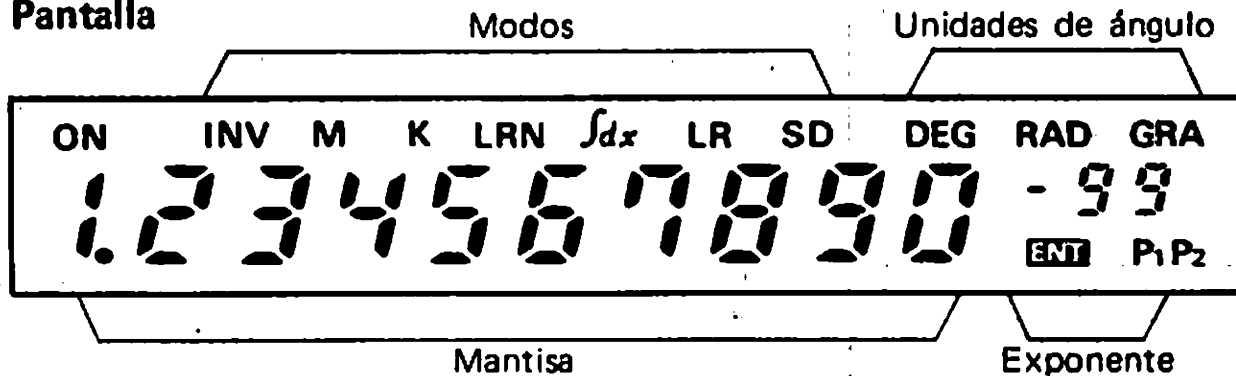 Pantalla
Modos Unidades de ángulo
ON INV M K LRN ∫dx LR SD DEG RAD GRA
1.234567890 -99
ENT P1 P2
Mantisa Exponente